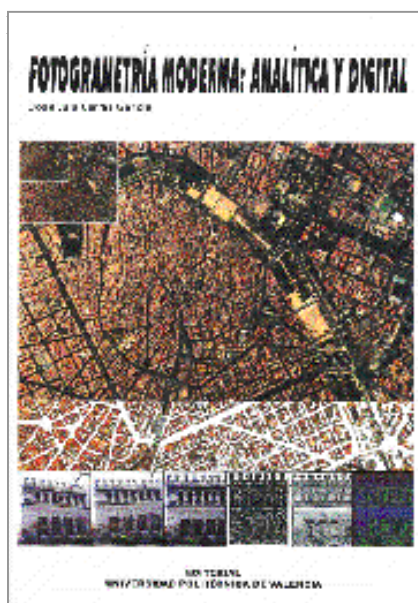 FOTOGRAMETRÍA MODERNA: ANALÍTICA Y DIGITAL
EDITORIAL
UNIVERSIDAD POLITÉCNICA DE VALENCIA